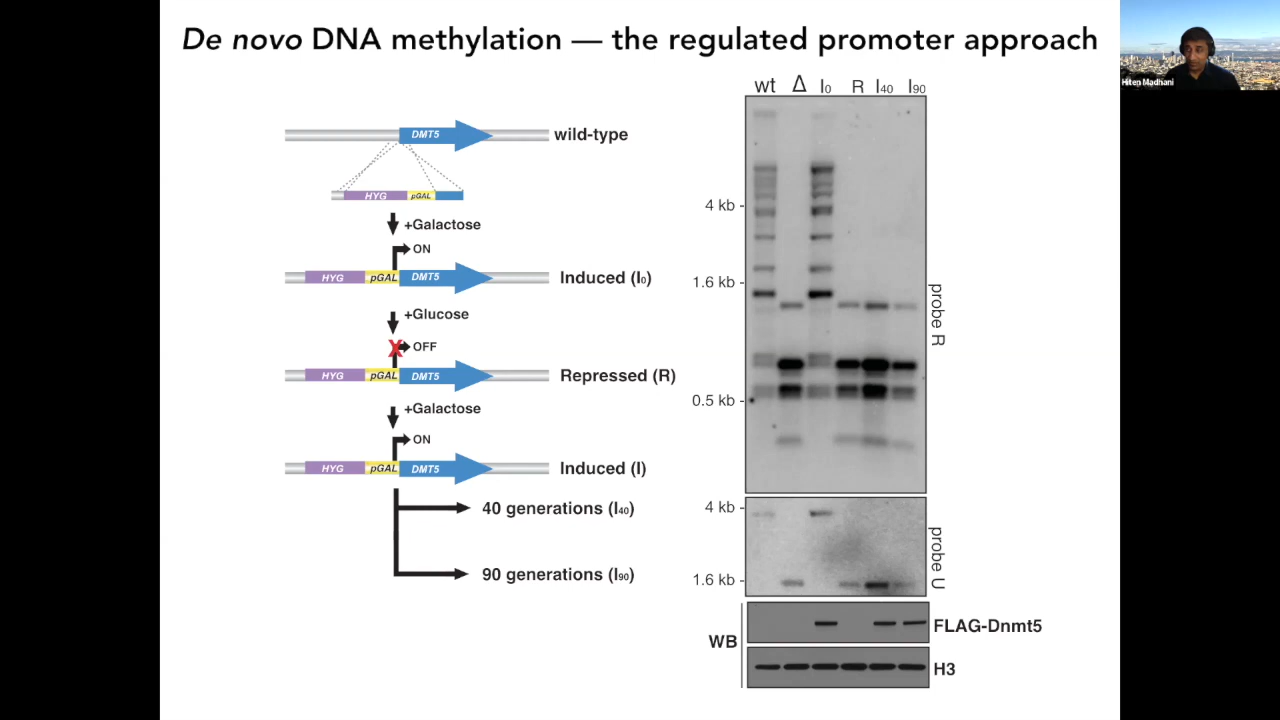 De novo DNA methylation — the regulated promoter approach
Hiten Madhani
DMT5
wild-type
HYG pGAL
+Galactose
ON
HYG pGAL DMT5
Induced (I0)
+Glucose
X
OFF
HYG pGAL DMT5
Repressed (R)
+Galactose
ON
HYG pGAL DMT5
Induced (I)
40 generations (I40)
90 generations (I90)
wt Δ I0 R I40 I90
4 kb
1.6 kb
0.5 kb
probe R
4 kb
1.6 kb
probe U
WB
FLAG-Dnmt5
H3